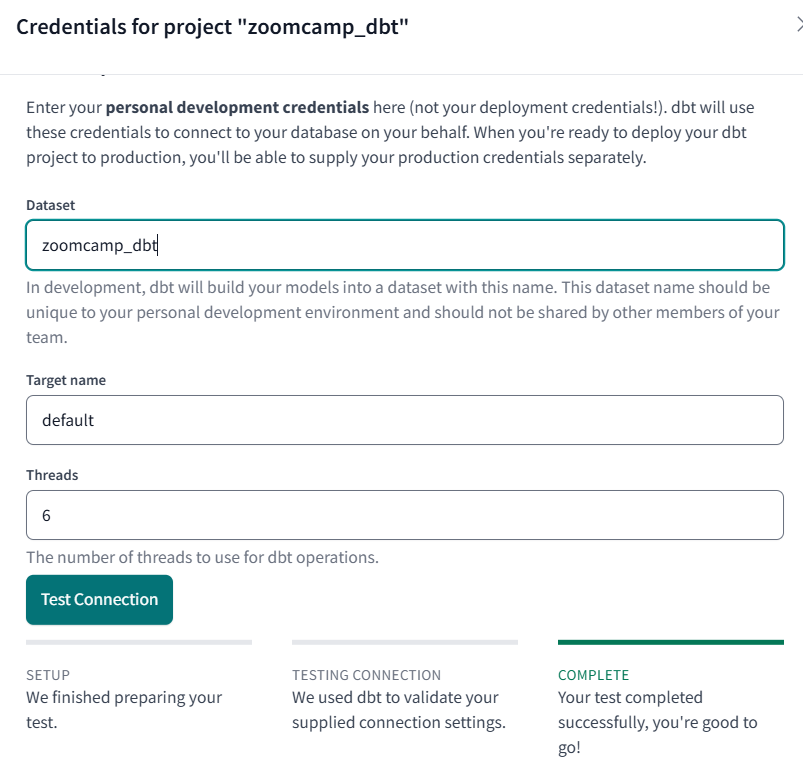 Credentials for project "zoomcamp_dbt"
Enter your personal development credentials here (not your deployment credentials!). dbt will use
these credentials to connect to your database on your behalf. When you're ready to deploy your dbt
project to production, you'll be able to supply your production credentials separately.
Dataset
zoomcamp_dbt
In development, dbt will build your models into a dataset with this name. This dataset name should be
unique to your personal development environment and should not be shared by other members of your
team.
Target name
default
Threads
6
The number of threads to use for dbt operations.
Test Connection
SETUP
We finished preparing your
test.
TESTING CONNECTION
We used dbt to validate your
supplied connection settings.
COMPLETE
Your test completed
successfully, you're good to
go!